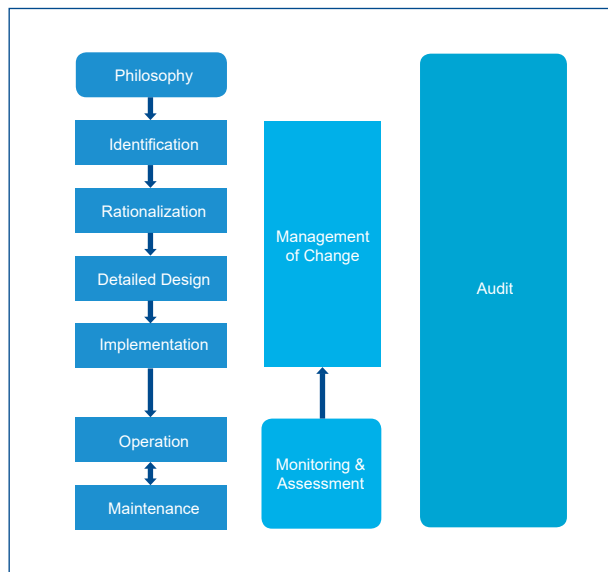 Philosophy
Identification
Rationalization
Detailed Design
Implementation
Operation
Maintenance
Management
of Change
Monitoring &
Assessment
Audit